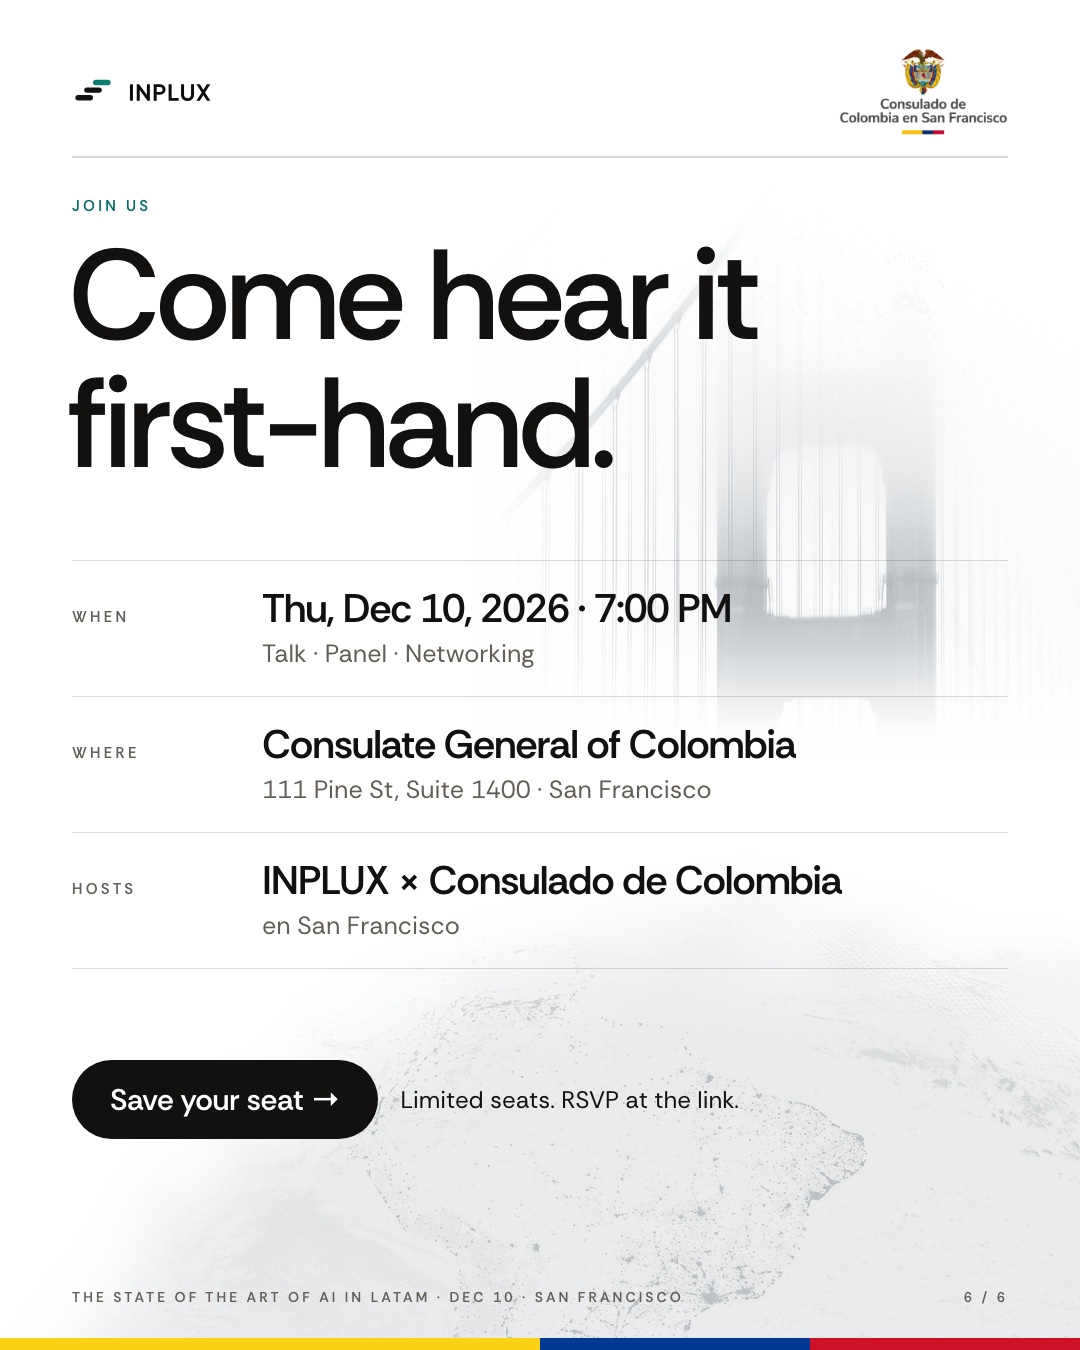 INPLUX
Consulado de
Colombia en San Francisco
JOIN US
Come hear it
first-hand.
WHEN
Thu, Dec 10, 2026 · 7:00 PM
Talk · Panel · Networking
WHERE
Consulate General of Colombia
111 Pine St, Suite 1400 · San Francisco
HOSTS
INPLUX × Consulado de Colombia
en San Francisco
Save your seat →
Limited seats. RSVP at the link.
THE STATE OF THE ART OF AI IN LATAM · DEC 10 · SAN FRANCISCO
6 / 6